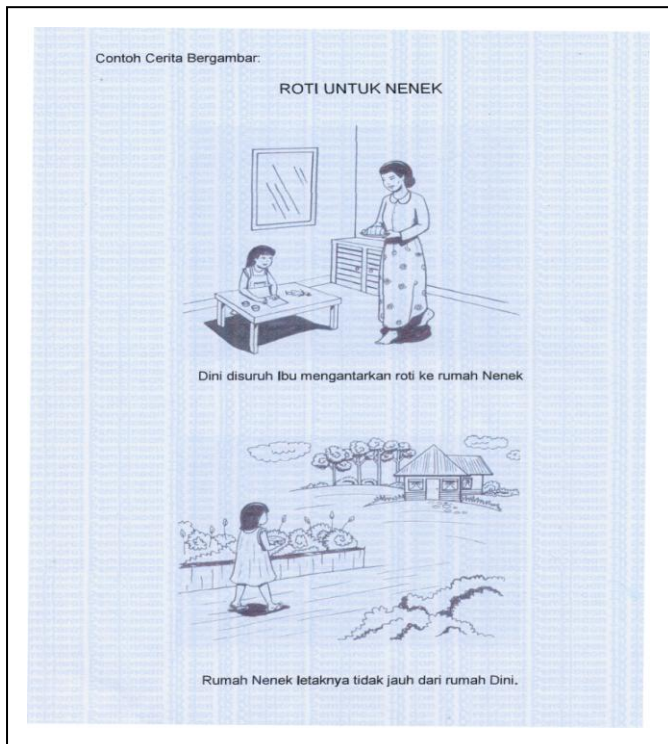 Contoh Cerita Bergambar:
ROTI UNTUK NENEK
Dini disuruh Ibu mengantarkan roti ke rumah Nenek
Rumah Nenek letaknya tidak jauh dari rumah Dini.